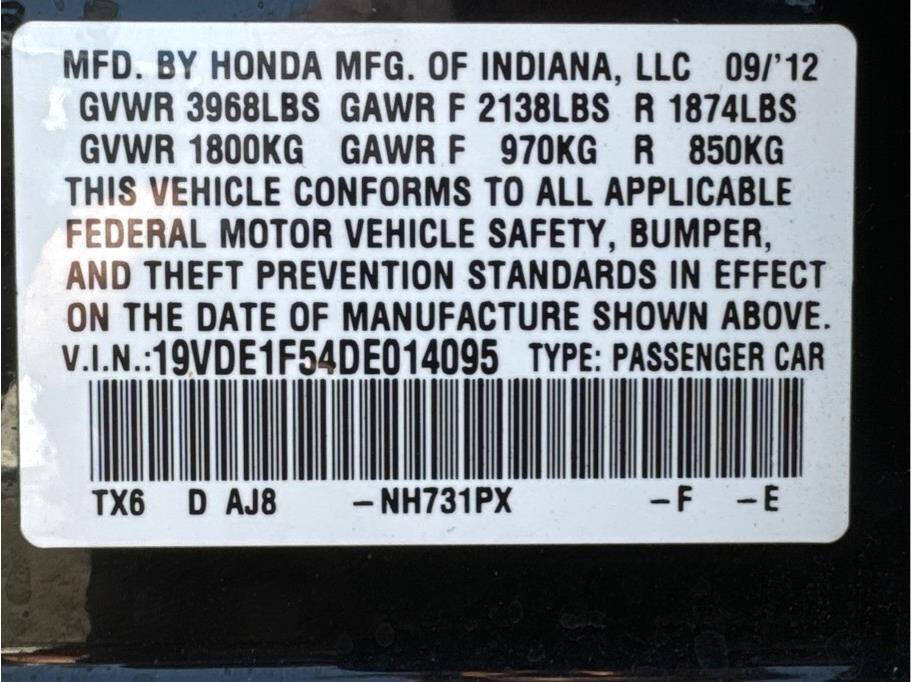 MFD. BY HONDA MFG. OF INDIANA, LLC 09/'12
GVWR 3968LBS GAWR F 2138LBS R 1874LBS
GVWR 1800KG GAWR F 970KG R 850KG
THIS VEHICLE CONFORMS TO ALL APPLICABLE
FEDERAL MOTOR VEHICLE SAFETY, BUMPER,
AND THEFT PREVENTION STANDARDS IN EFFECT
ON THE DATE OF MANUFACTURE SHOWN ABOVE.
V.I.N.:19VDE1F54DE014095 TYPE: PASSENGER CAR
TX6 D AJ8 –NH731PX –F –E